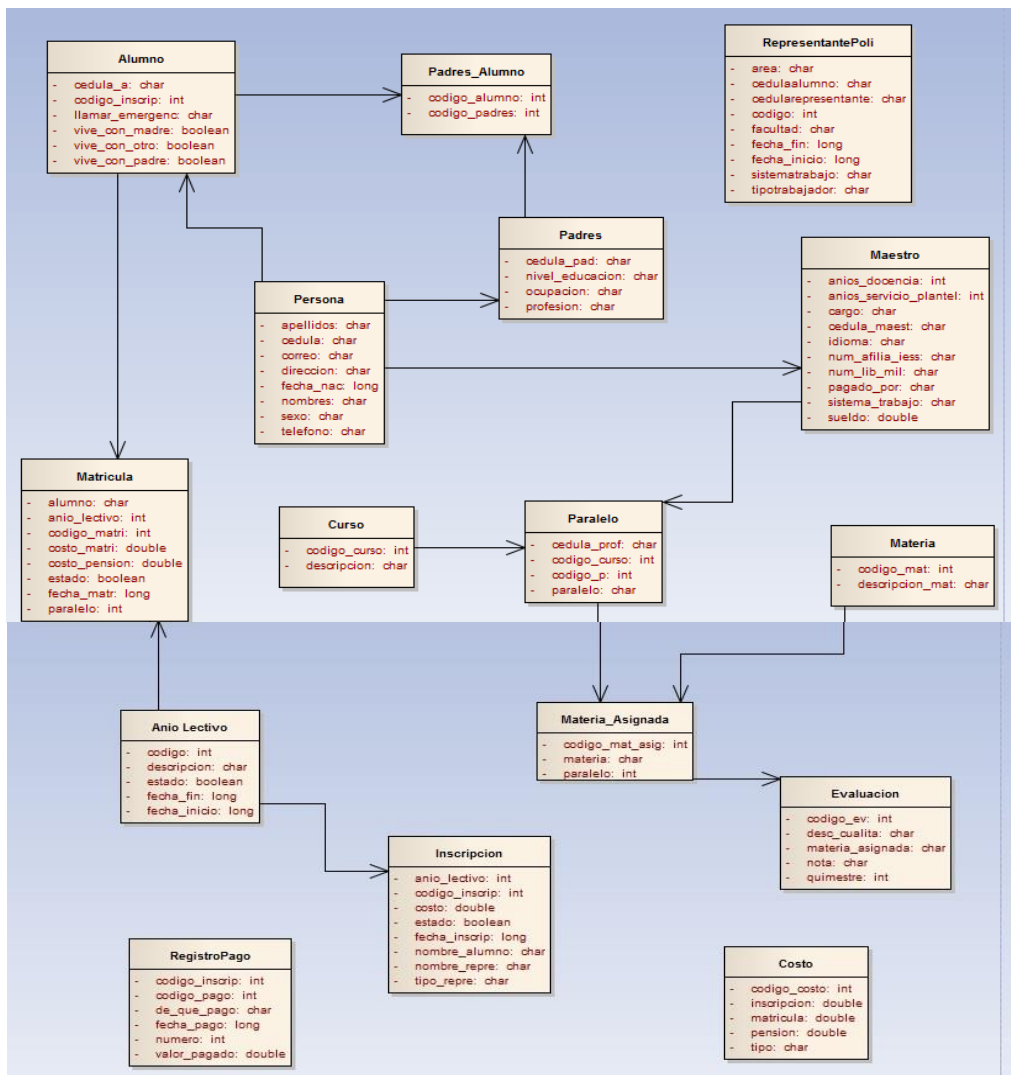 Alumno
- cedula_a: char
- codigo_inscrip: int
- llamar_emergenc: char
- vive_con_madre: boolean
- vive_con_otro: boolean
- vive_con_padre: boolean
Padres_Alumno
- codigo_alumno: int
- codigo_padres: int
RepresentantePoli
- area: char
- cedulaalumno: char
- cedularepresentante: char
- codigo: int
- facultad: char
- fecha_fin: long
- fecha_inicio: long
- sistematrabajo: char
- tipotrabajador: char
Padres
- cedula_pad: char
- nivel_educacion: char
- ocupacion: char
- profesion: char
Maestro
- anios_docencia: int
- anios_servicio_plantel: int
- cargo: char
- cedula_maest: char
- idioma: char
- num_afilia_iess: char
- num_lib_mil: char
- pagado_por: char
- sistema_trabajo: char
- sueldo: double
Persona
- apellidos: char
- cedula: char
- correo: char
- direccion: char
- fecha_nac: long
- nombres: char
- sexo: char
- telefono: char
Matricula
- alumno: char
- anio_lectivo: int
- codigo_matri: int
- costo_matri: double
- costo_pension: double
- estado: boolean
- fecha_matr: long
- paralelo: int
Curso
- codigo_curso: int
- descripcion: char
Paralelo
- cedula_prof: char
- codigo_curso: int
- codigo_p: int
- paralelo: char
Materia
- codigo_mat: int
- descripcion_mat: char
Anio Lectivo
- codigo: int
- descripcion: char
- estado: boolean
- fecha_fin: long
- fecha_inicio: long
Materia_Asignada
- codigo_mat_asig: int
- materia: char
- paralelo: int
Evaluacion
- codigo_ev: int
- desc_cualita: char
- materia_asignada: char
- nota: char
- quimestre: int
Inscripcion
- anio_lectivo: int
- codigo_inscrip: int
- costo: double
- estado: boolean
- fecha_inscrip: long
- nombre_alumno: char
- nombre_repre: char
- tipo_repre: char
RegistroPago
- codigo_inscrip: int
- codigo_pago: int
- de_que_pago: char
- fecha_pago: long
- numero: int
- valor_pagado: double
Costo
- codigo_costo: int
- inscripcion: double
- matricula: double
- pension: double
- tipo: char